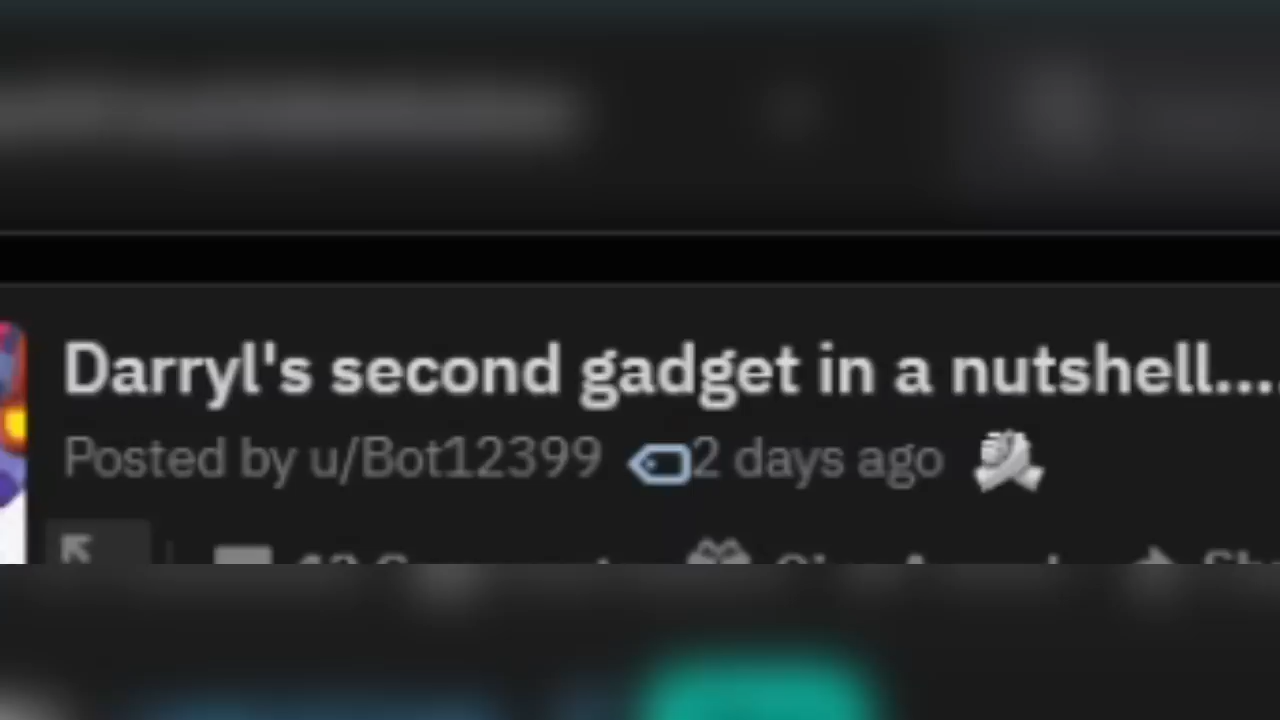 Darryl's second gadget in a nutshell....
Posted by u/Bot12399 2 days ago